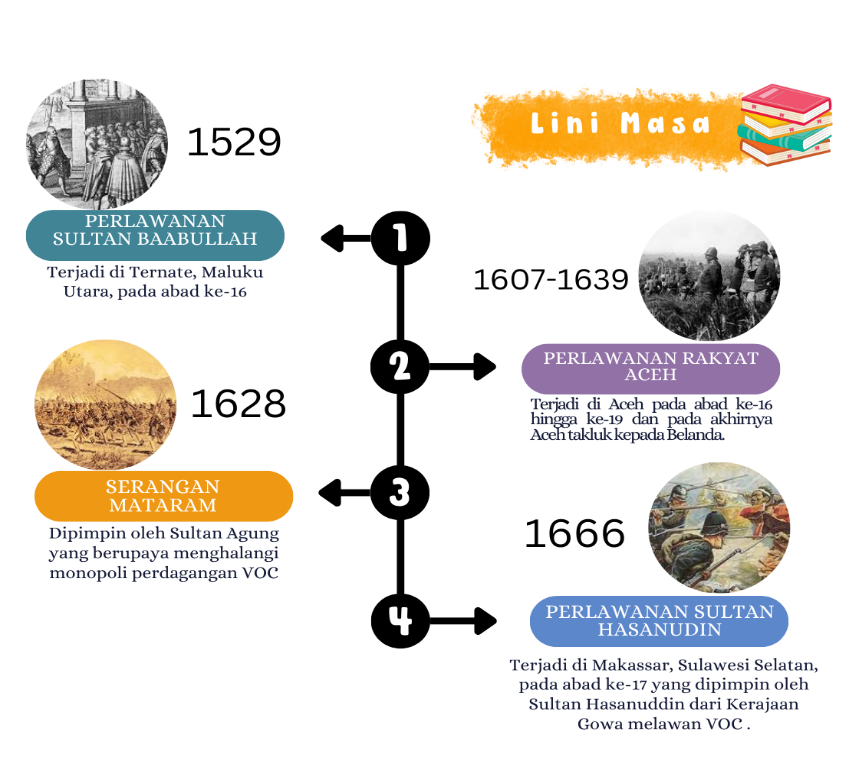 Lini Masa
1
1529
PERLAWANAN
SULTAN BAABULLAH
Terjadi di Ternate, Maluku
Utara, pada abad ke-16
2
1607-1639
PERLAWANAN RAKYAT
ACEH
Terjadi di Aceh pada abad ke-16
hingga ke-19 dan pada akhirnya
Aceh takluk kepada Belanda.
3
1628
SERANGAN
MATARAM
Dipimpin oleh Sultan Agung
yang berupaya menghalangi
monopoli perdagangan VOC
4
1666
PERLAWANAN SULTAN
HASANUDIN
Terjadi di Makassar, Sulawesi Selatan,
pada abad ke-17 yang dipimpin oleh
Sultan Hasanuddin dari Kerajaan
Gowa melawan VOC .